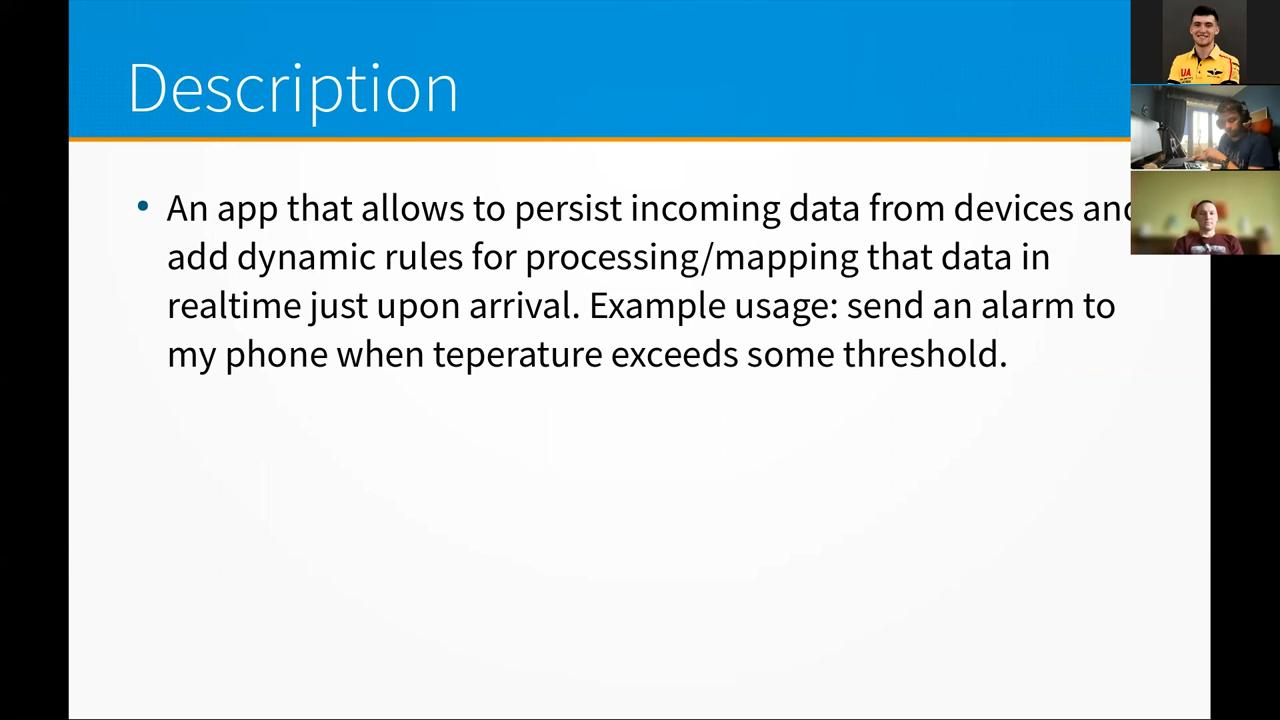 Description
• An app that allows to persist incoming data from devices and
add dynamic rules for processing/mapping that data in
realtime just upon arrival. Example usage: send an alarm to
my phone when teperature exceeds some threshold.
UA